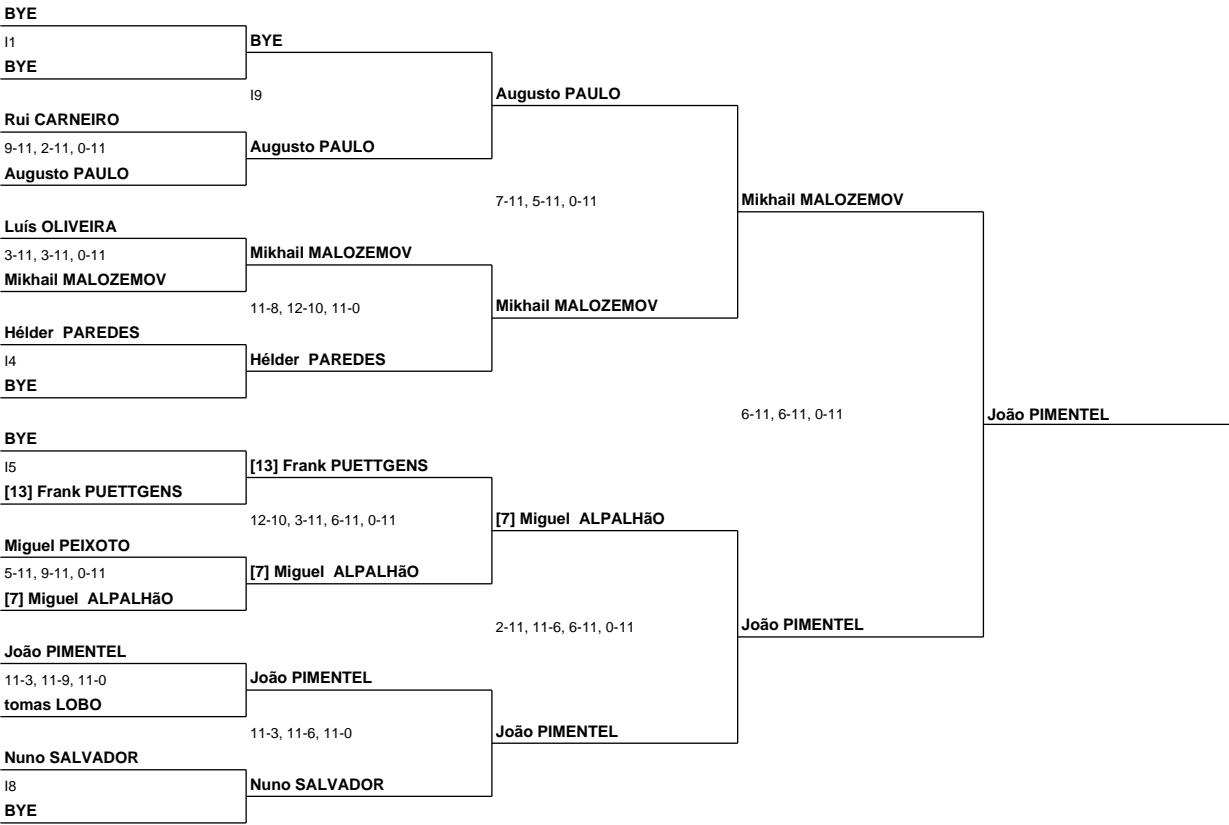 BYE
I1
BYE
BYE
I9
Augusto PAULO
Rui CARNEIRO
9-11, 2-11, 0-11
Augusto PAULO
Augusto PAULO
7-11, 5-11, 0-11
Mikhail MALOZEMOV
Luís OLIVEIRA
3-11, 3-11, 0-11
Mikhail MALOZEMOV
Mikhail MALOZEMOV
11-8, 12-10, 11-0
Mikhail MALOZEMOV
Hélder  PAREDES
I4
BYE
Hélder  PAREDES
6-11, 6-11, 0-11
João PIMENTEL
BYE
I5
[13] Frank PUETTGENS
[13] Frank PUETTGENS
12-10, 3-11, 6-11, 0-11
[7] Miguel  ALPALHãO
Miguel PEIXOTO
5-11, 9-11, 0-11
[7] Miguel  ALPALHãO
[7] Miguel  ALPALHãO
2-11, 11-6, 6-11, 0-11
João PIMENTEL
João PIMENTEL
11-3, 11-9, 11-0
tomas LOBO
João PIMENTEL
11-3, 11-6, 11-0
João PIMENTEL
Nuno SALVADOR
I8
BYE
Nuno SALVADOR